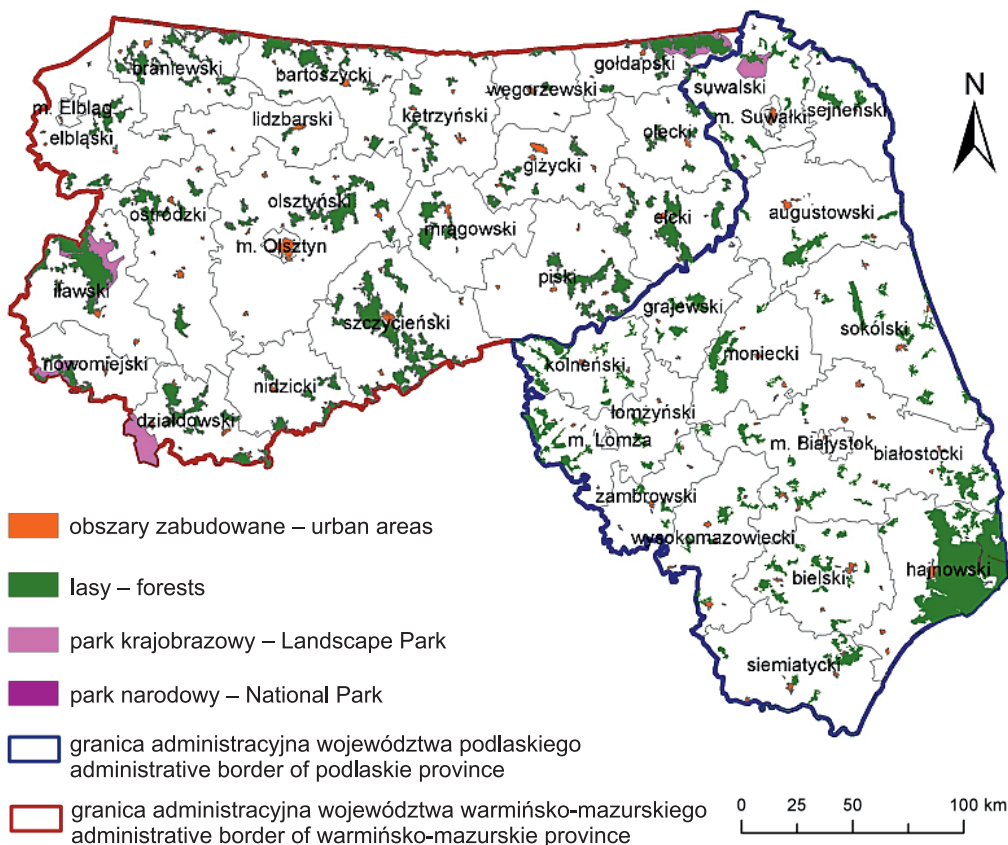 braniewski
bartoszycki
gołdapski
węgorzewski
suwalski
m. Elbląg
elbląski
lidzbarski
kętrzyński
olecki
m. Suwałki
sejneński
giżycki
N
ostródzki
olsztyński
m. Olsztyn
mrągowski
ełcki
augustowski
iławski
piski
szczycieński
grajewski
sokólski
nowomiejski
nidzicki
kolneński
moniecki
działdowski
łomżyński
m. Łomża
m. Białystok
białostocki
zambrowski
wysokomazowiecki
bielski
hajnowski
siemiatycki
obszary zabudowane – urban areas
lasy – forests
park krajobrazowy – Landscape Park
park narodowy – National Park
granica administracyjna województwa podlaskiego
administrative border of podlaskie province
granica administracyjna województwa warmińsko-mazurskiego
administrative border of warmińsko-mazurskie province
0 25 50 100 km